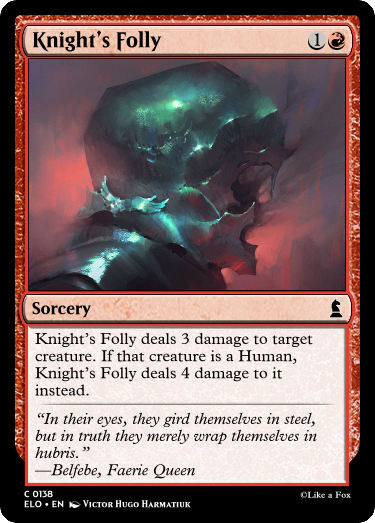 Knight's Folly 1
Sorcery
Knight's Folly deals 3 damage to target
creature. If that creature is a Human,
Knight's Folly deals 4 damage to it
instead.
“In their eyes, they gird themselves in steel,
but in truth they merely wrap themselves in
hubris.”
—Belfebe, Faerie Queen
C 0138
ELO • EN Victor Hugo Harmatiuk
©Like a Fox